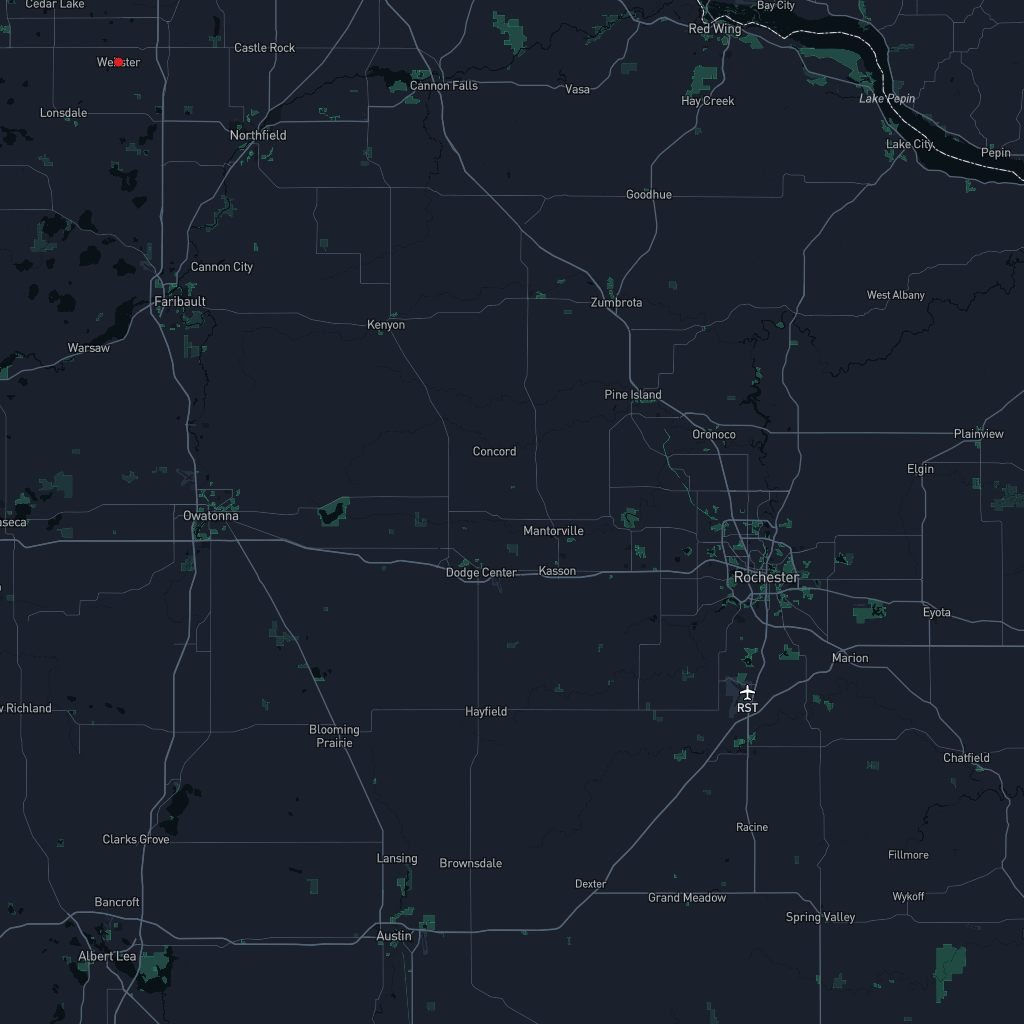 Cedar Lake
Bay City
Red Wing
Castle Rock
Webster
Cannon Falls
Vasa
Hay Creek
Lake Pepin
Lonsdale
Northfield
Lake City
Pepin
Goodhue
Cannon City
West Albany
Faribault
Zumbrota
Kenyon
Warsaw
Pine Island
Oronoco
Plainview
Concord
Elgin
Owatonna
aseca
Mantorville
Dodge Center
Kasson
Rochester
Eyota
Marion
w Richland
Hayfield
RST
Blooming
Prairie
Chatfield
Racine
Clarks Grove
Lansing
Brownsdale
Fillmore
Dexter
Grand Meadow
Wykoff
Bancroft
Spring Valley
Austin
Albert Lea